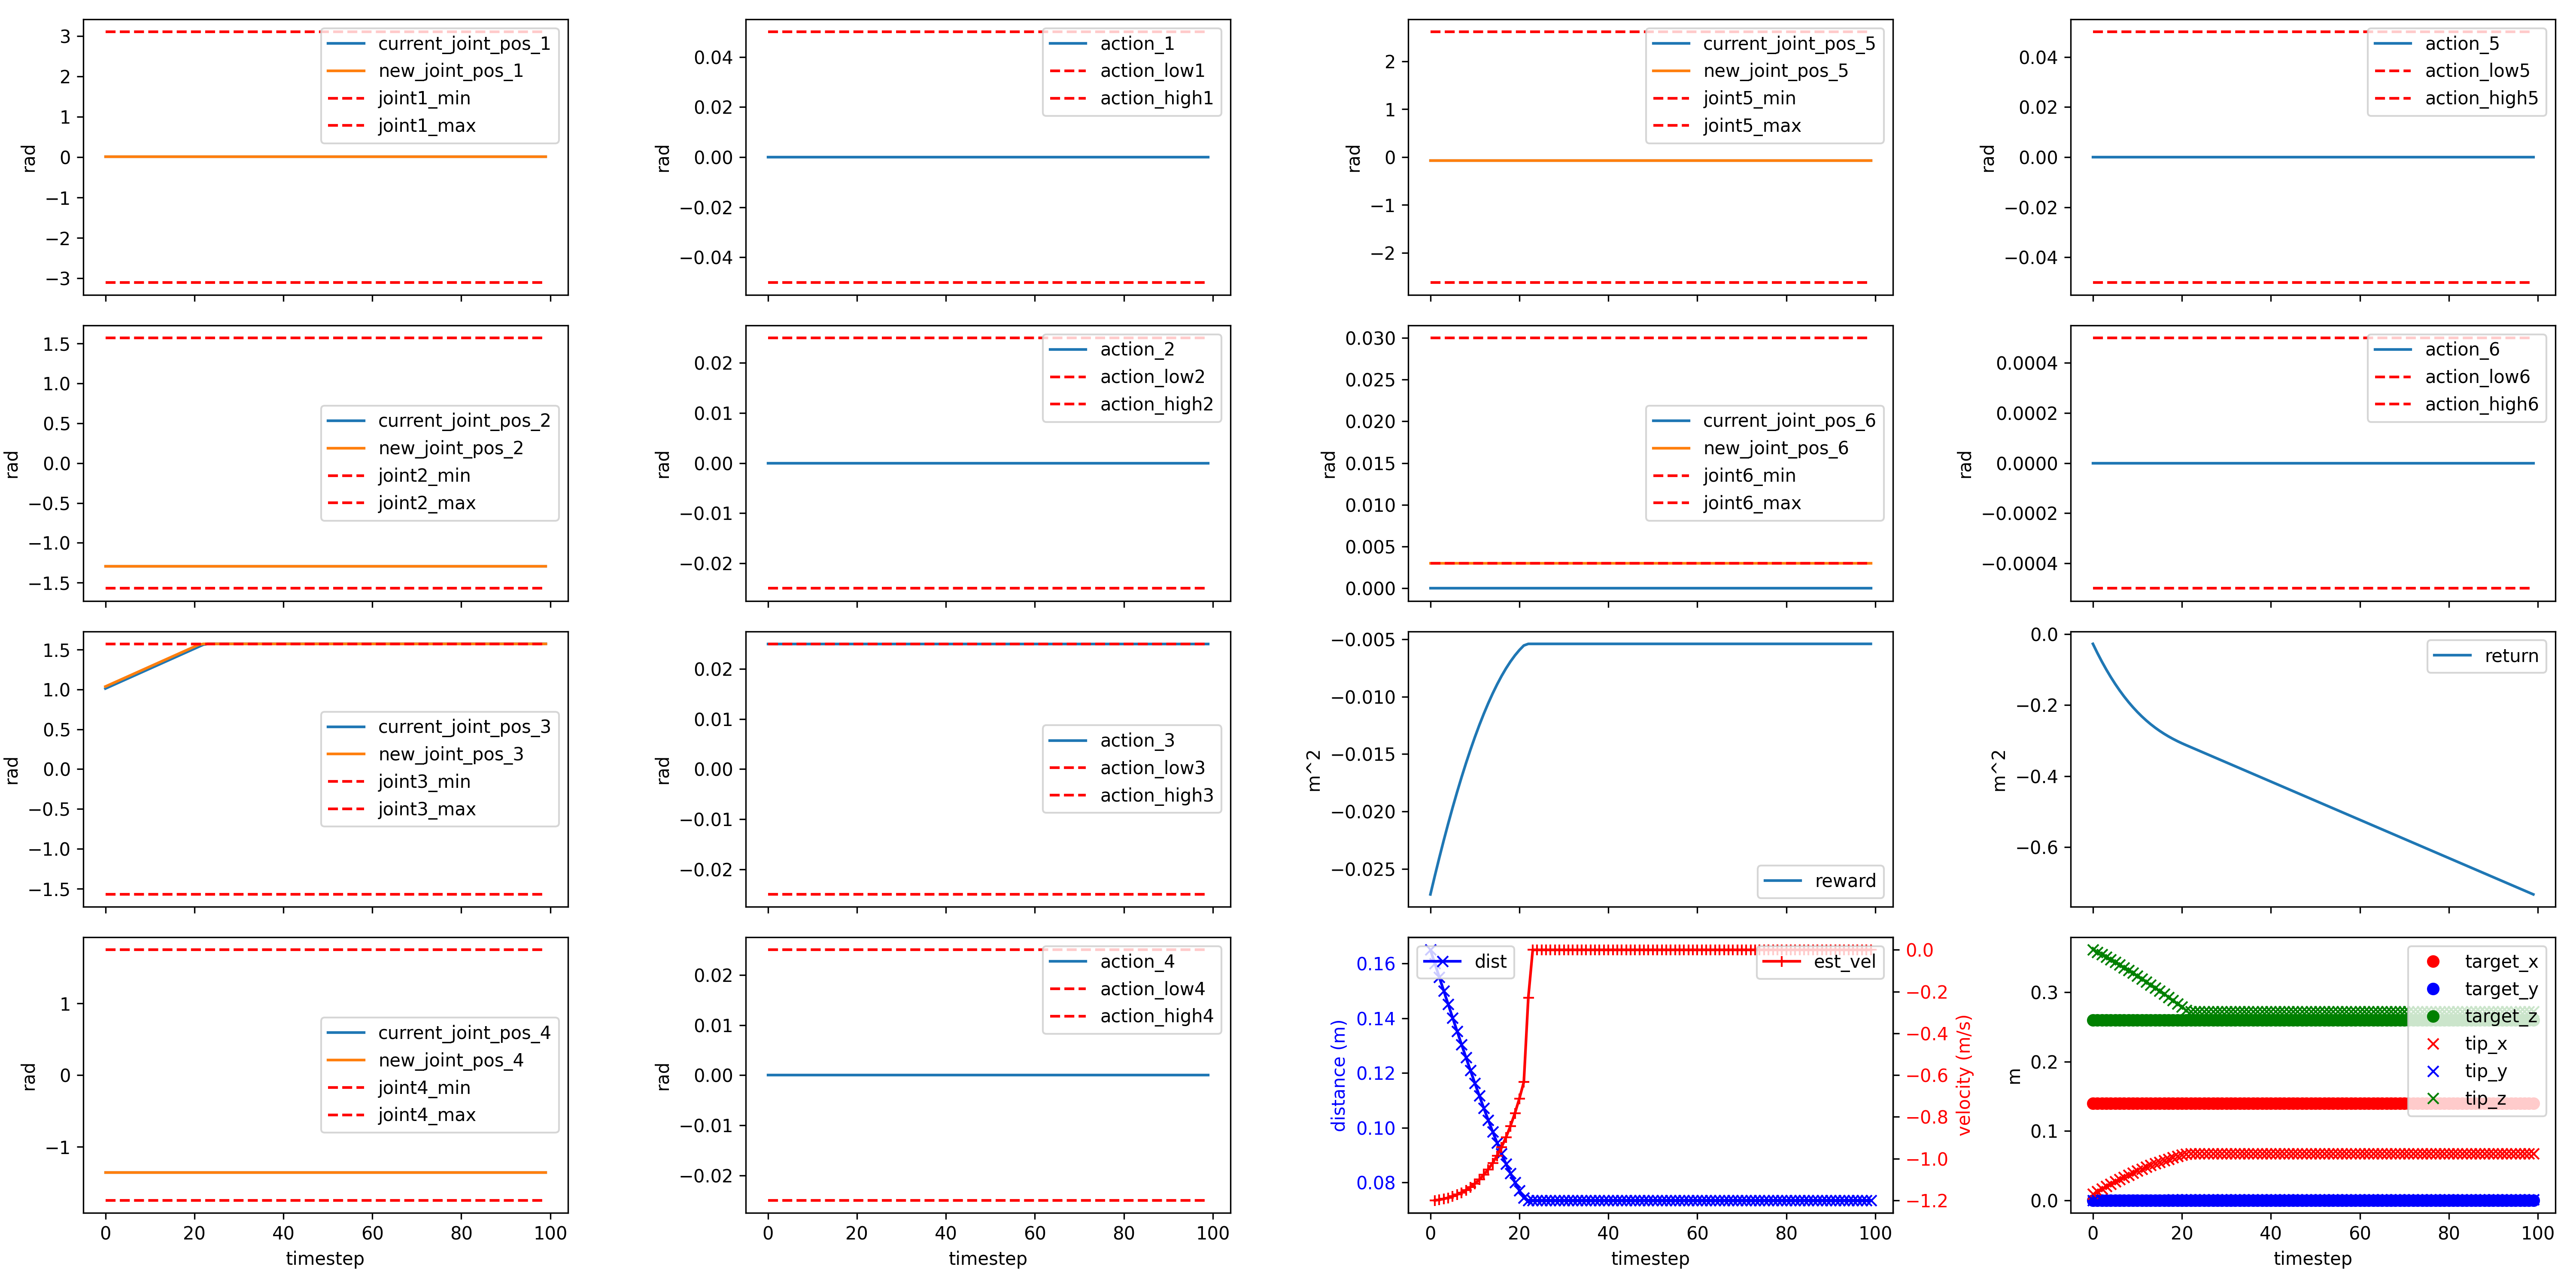 3
2
1
0
−1
−2
−3
rad
current_joint_pos_1
new_joint_pos_1
joint1_min
joint1_max
0.04
0.02
0.00
−0.02
−0.04
rad
action_1
action_low1
action_high1
2
1
0
−1
−2
rad
current_joint_pos_5
new_joint_pos_5
joint5_min
joint5_max
0.04
0.02
0.00
−0.02
−0.04
rad
action_5
action_low5
action_high5
1.5
1.0
0.5
0.0
−0.5
−1.0
−1.5
rad
current_joint_pos_2
new_joint_pos_2
joint2_min
joint2_max
0.02
0.01
0.00
−0.01
−0.02
rad
action_2
action_low2
action_high2
0.030
0.025
0.020
0.015
0.010
0.005
0.000
rad
current_joint_pos_6
new_joint_pos_6
joint6_min
joint6_max
0.0004
0.0002
0.0000
−0.0002
−0.0004
rad
action_6
action_low6
action_high6
1.5
1.0
0.5
0.0
−0.5
−1.0
−1.5
rad
current_joint_pos_3
new_joint_pos_3
joint3_min
joint3_max
0.02
0.01
0.00
−0.01
−0.02
rad
action_3
action_low3
action_high3
−0.005
−0.010
−0.015
−0.020
−0.025
m^2
reward
0.0
−0.2
−0.4
−0.6
m^2
return
1
0
−1
rad
current_joint_pos_4
new_joint_pos_4
joint4_min
joint4_max
0 20 40 60 80 100
timestep
0.02
0.01
0.00
−0.01
−0.02
rad
action_4
action_low4
action_high4
0 20 40 60 80 100
timestep
0.16
0.14
0.12
0.10
0.08
distance (m)
dist
est_vel
0.0
−0.2
−0.4
−0.6
−0.8
−1.0
−1.2
velocity (m/s)
0 20 40 60 80 100
timestep
0.3
0.2
0.1
0.0
m
target_x
target_y
target_z
tip_x
tip_y
tip_z
0 20 40 60 80 100
timestep